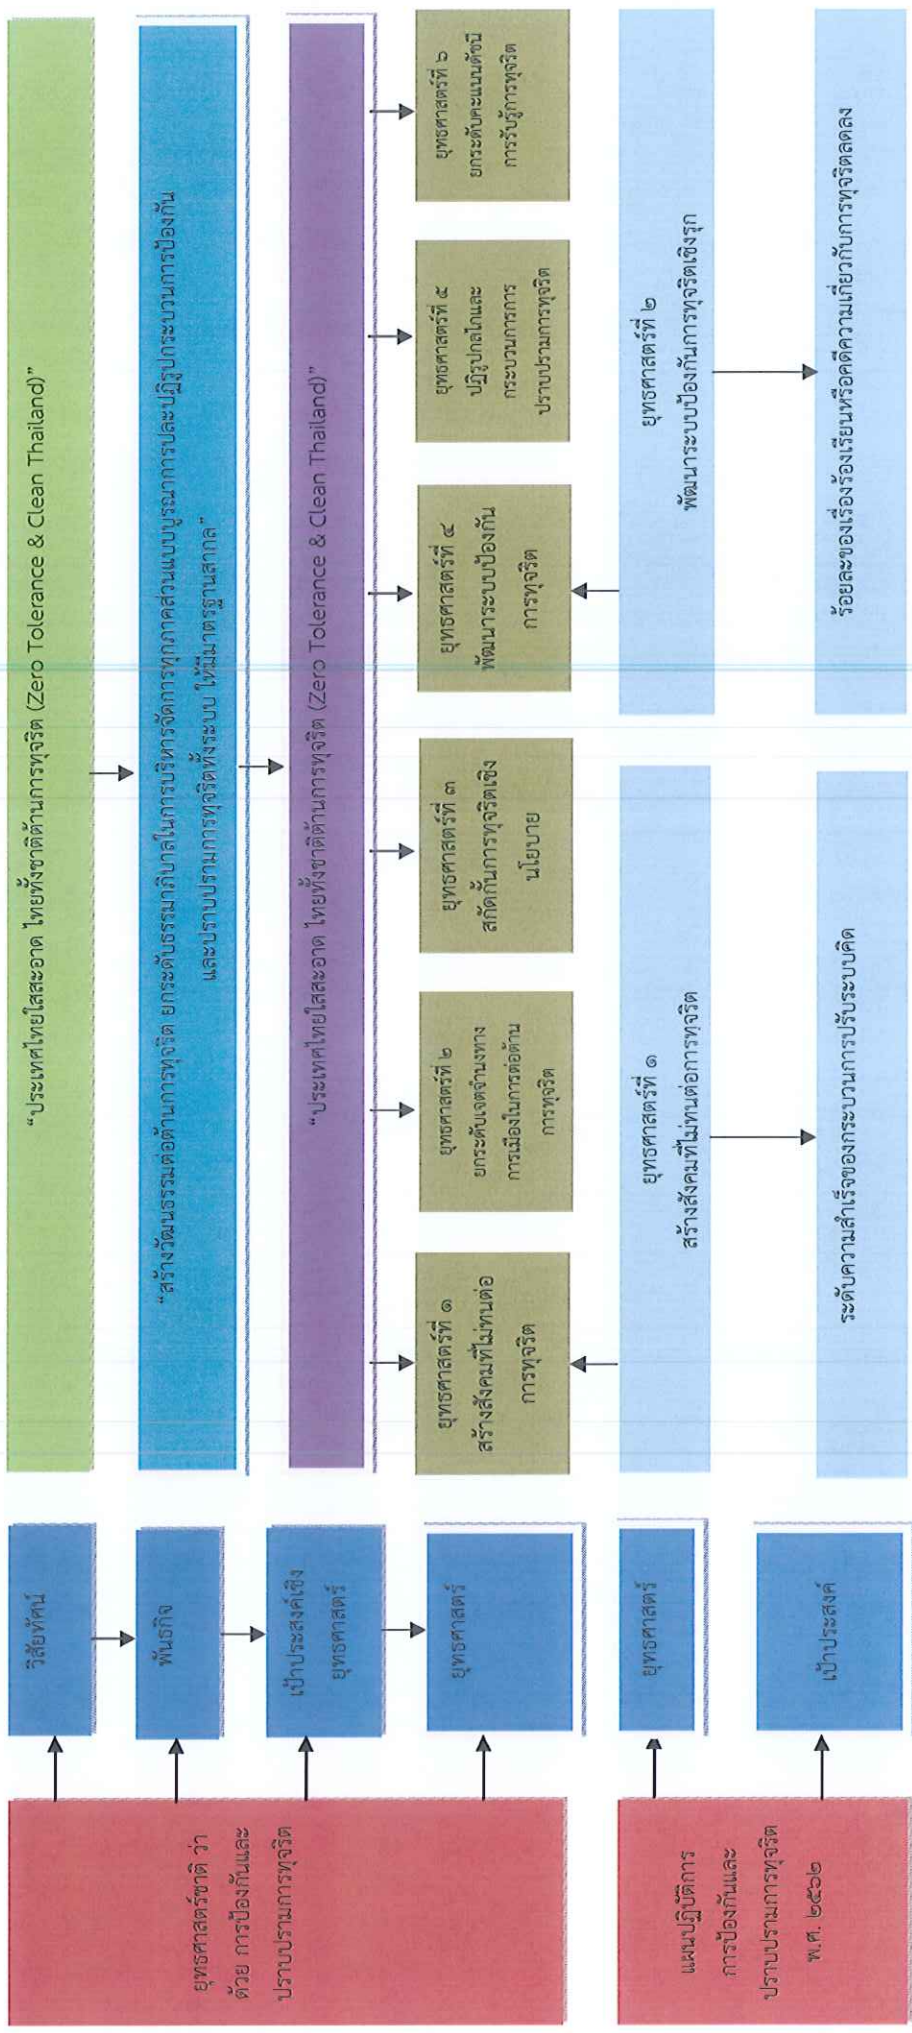 ยุทธศาสตร์ชาติ ว่า
ด้วย การป้องกันและ
ปราบปรามการทุจริต
วิสัยทัศน์
"ประเทศไทยใสสะอาด ไทยทั้งชาติต้านการทุจริต (Zero Tolerance & Clean Thailand)"
พันธกิจ
"สร้างวัฒนธรรมต่อต้านการทุจริต ยกระดับธรรมาภิบาลในการบริหารจัดการทุกภาคส่วนแบบบูรณาการปละปฏิรูปกระบวนการป้องกัน
และปราบปรามการทุจริตทั้งระบบ ให้มีมาตรฐานสากล"
เป้าประสงค์เชิง
ยุทธศาสตร์
"ประเทศไทยใสสะอาด ไทยทั้งชาติต้านการทุจริต (Zero Tolerance & Clean Thailand)"
ยุทธศาสตร์
ยุทธศาสตร์ที่ ๑
สร้างสังคมที่ไม่ทนต่อ
การทุจริต
ยุทธศาสตร์ที่ ๒
ยกระดับเจตจำนงทาง
การเมืองในการต่อต้าน
การทุจริต
ยุทธศาสตร์ที่ ๓
สกัดกั้นการทุจริตเชิง
นโยบาย
ยุทธศาสตร์ที่ ๔
พัฒนาระบบป้องกัน
การทุจริต
ยุทธศาสตร์ที่ ๕
ปฏิรูปกลไกและ
กระบวนการการ
ปราบปรามการทุจริต
ยุทธศาสตร์ที่ ๖
ยกระดับคะแนนดัชนี
การรับรู้การทุจริต
แผนปฏิบัติการ
การป้องกันและ
ปราบปรามการทุจริต
พ.ศ. ๒๕๖๒
ยุทธศาสตร์
ยุทธศาสตร์ที่ ๑
สร้างสังคมที่ไม่ทนต่อการทุจริต
ยุทธศาสตร์ที่ ๒
พัฒนาระบบป้องกันการทุจริตเชิงรุก
เป้าประสงค์
ระดับความสำเร็จของกระบวนการปรับระบบคิด
ร้อยละของเรื่องร้องเรียนหรือคดีความเกี่ยวกับการทุจริตลดลง